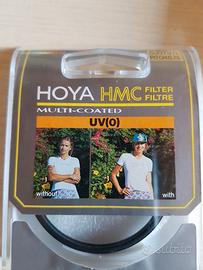 HOYA HMC FILTER
FILTRE
MULTI-COATED
UV(0)
without
with